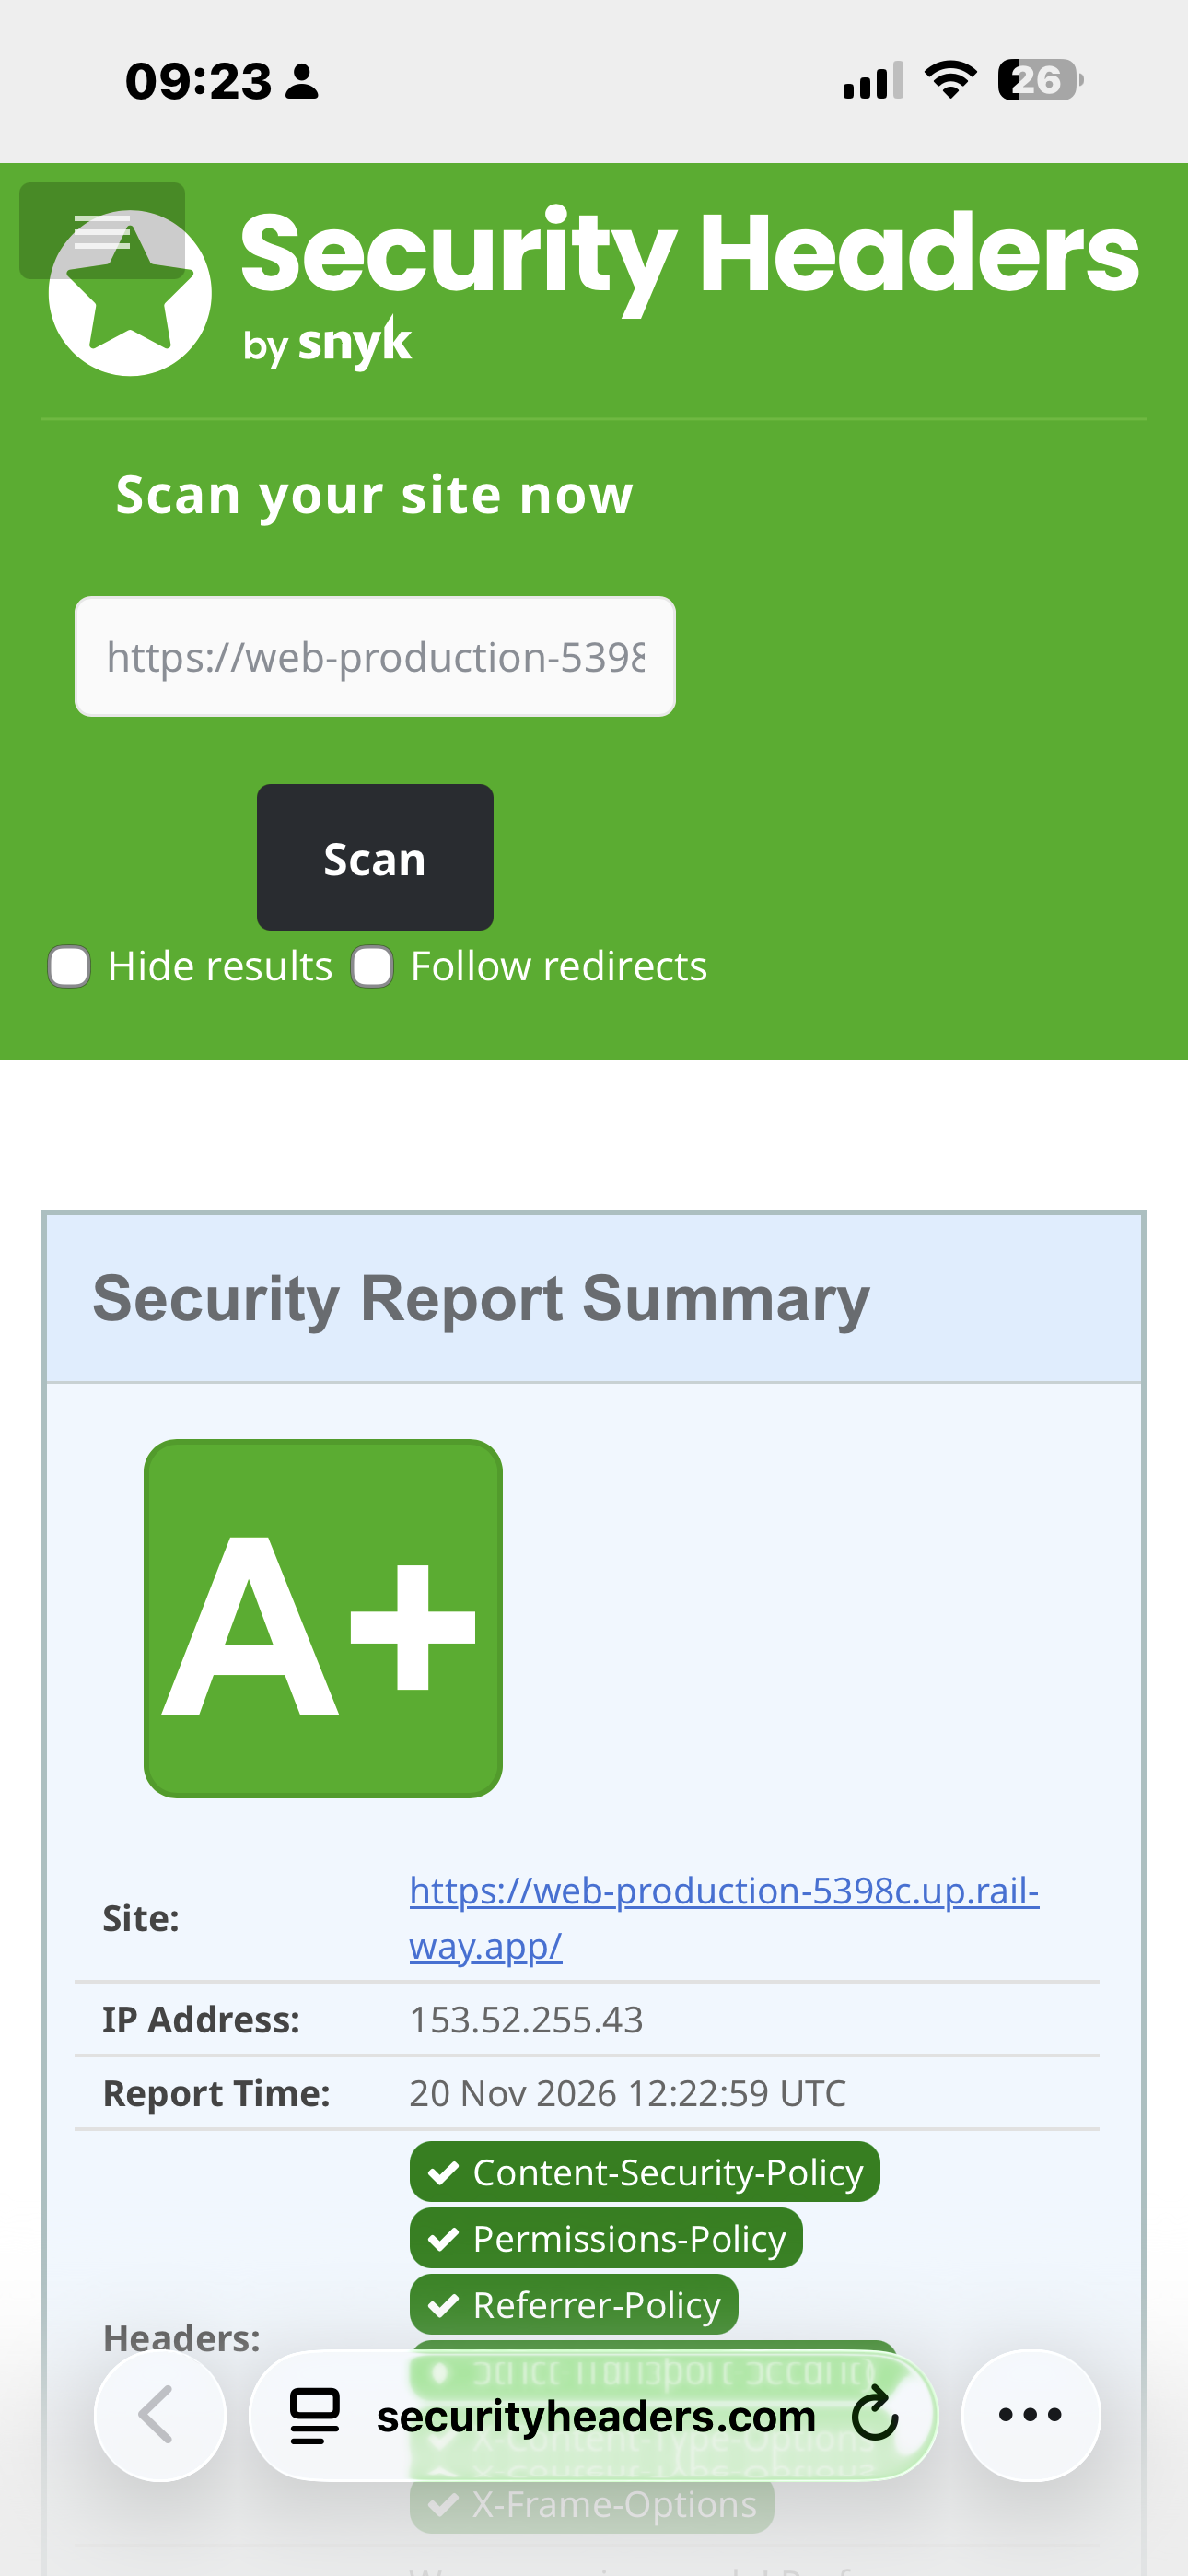 09:23
26
Security Headers
by snyk
Scan your site now
https://web-production-5398
Scan
Hide results Follow redirects
Security Report Summary
A+
Site: https://web-production-5398c.up.rail-
way.app/
IP Address: 153.52.255.43
Report Time: 20 Nov 2026 12:22:59 UTC
Headers:
Content-Security-Policy
Permissions-Policy
Referrer-Policy
X-Content-Type-Options
securityheaders.com
X-Frame-Options